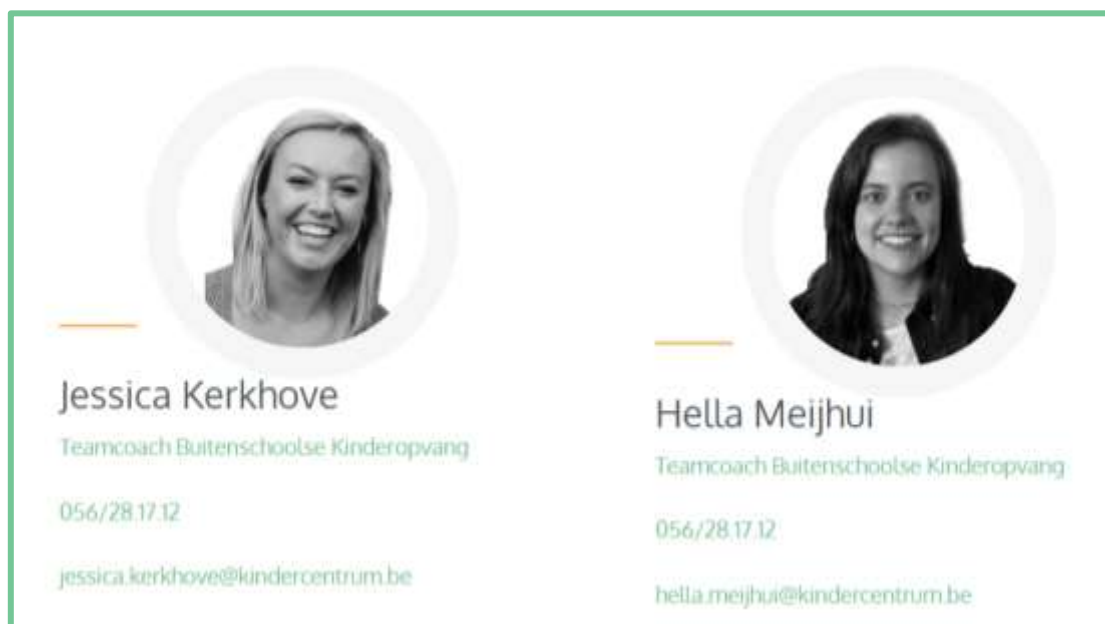 Jessica Kerkhove
Teamcoach Buitenschoolse Kinderopvang
056/28.17.12
jessica.kerkhove@kindercentrum.be
Hella Meijhui
Teamcoach Buitenschoolse Kinderopvang
056/28.17.12
hella.meijhui@kindercentrum.be